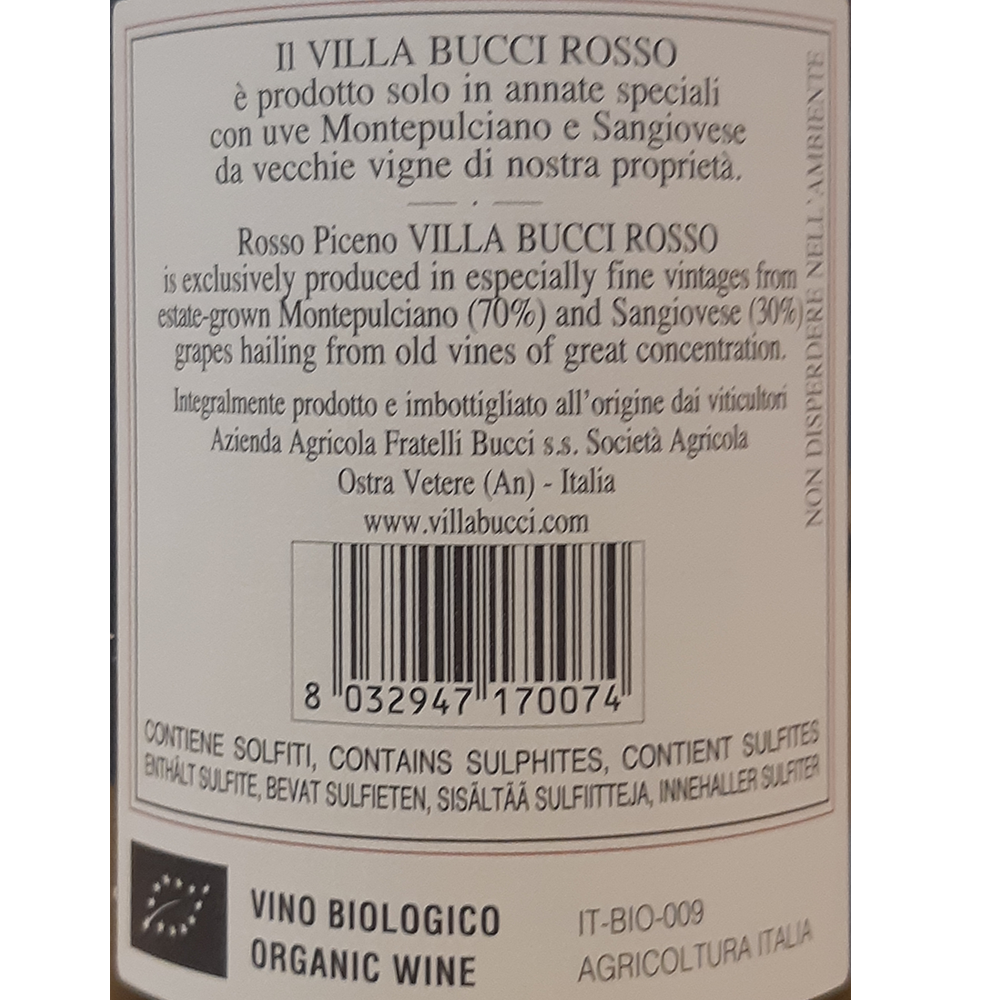 Il VILLA BUCCI ROSSO
è prodotto solo in annate speciali
con uve Montepulciano e Sangiovese
da vecchie vigne di nostra proprietà.
Rosso Piceno VILLA BUCCI ROSSO
is exclusively produced in especially fine vintages from
estate-grown Montepulciano (70%) and Sangiovese (30%)
grapes hailing from old vines of great concentration.
Integralmente prodotto e imbottigliato all'origine dai viticultori
Azienda Agricola Fratelli Bucci s.s. Società Agricola
Ostra Vetere (An) - Italia
www.villabucci.com
8 032947 170074
CONTIENE SOLFITI, CONTAINS SULPHITES, CONTIENT SULFITES
ENTHÄLT SULFITE, BEVAT SULFIETEN, SISÄLTÄÄ SULFIITTEJA, INNEHALLER SULFITER
NON DISPERDERE NELL'AMBIENTE
VINO BIOLOGICO
ORGANIC WINE
IT-BIO-009
AGRICOLTURA ITALIA